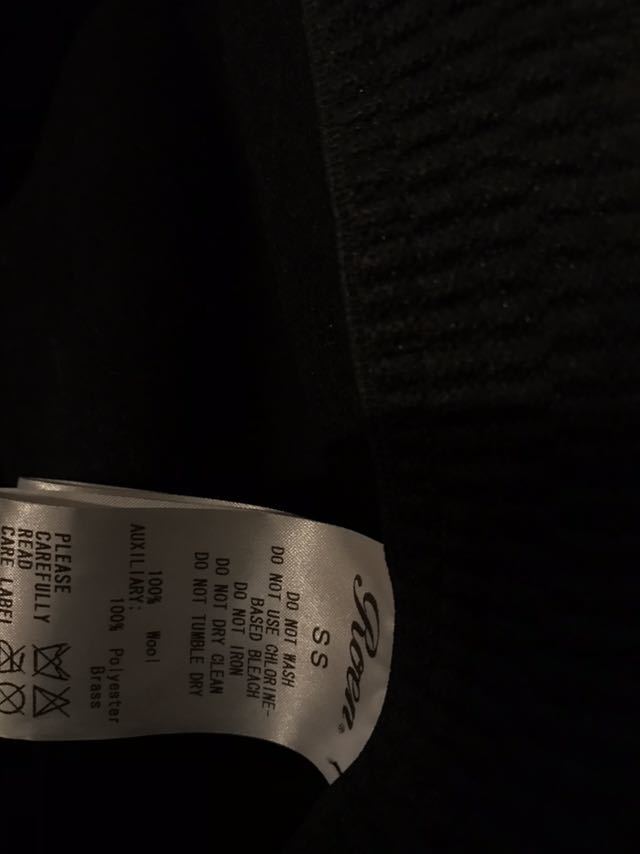 Roen®
SS
DO NOT WASH
DO NOT USE CHLORINE-
BASED BLEACH
DO NOT IRON
DO NOT DRY CLEAN
DO NOT TUMBLE DRY
100% Wool
AUXILIARY:
100% Polyester
Brass
PLEASE
CAREFULLY
READ
CARE LABEL